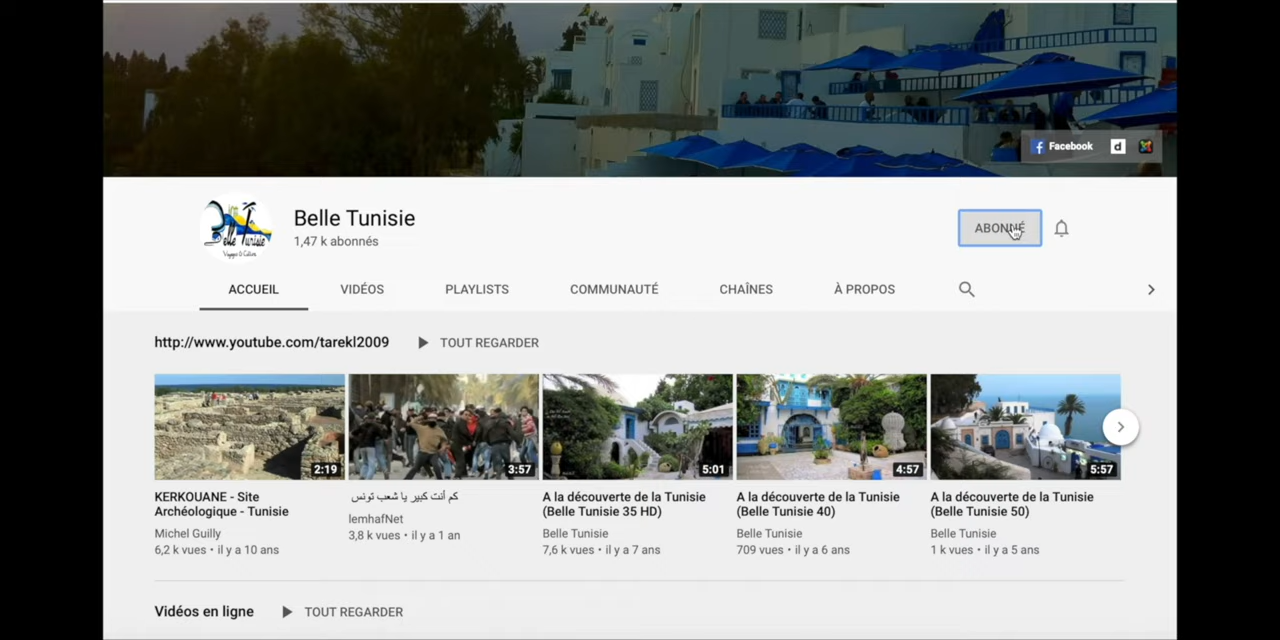 Facebook
d
Belle Tunisie
Voyages & Culture
Belle Tunisie
1,47 k abonnés
ABONNÉ
ACCUEIL
VIDÉOS
PLAYLISTS
COMMUNAUTÉ
CHAÎNES
À PROPOS
http://www.youtube.com/tarekl2009
TOUT REGARDER
2:19
3:57
5:01
4:57
5:57
KERKOUANE - Site
Archéologique - Tunisie
Michel Guilly
6,2 k vues • il y a 10 ans
كم أنت كبير يا شعب تونس
lemhafNet
3,8 k vues • il y a 1 an
A la découverte de la Tunisie
(Belle Tunisie 35 HD)
Belle Tunisie
7,6 k vues • il y a 7 ans
A la découverte de la Tunisie
(Belle Tunisie 40)
Belle Tunisie
709 vues • il y a 6 ans
A la découverte de la Tunisie
(Belle Tunisie 50)
Belle Tunisie
1 k vues • il y a 5 ans
Vidéos en ligne
TOUT REGARDER